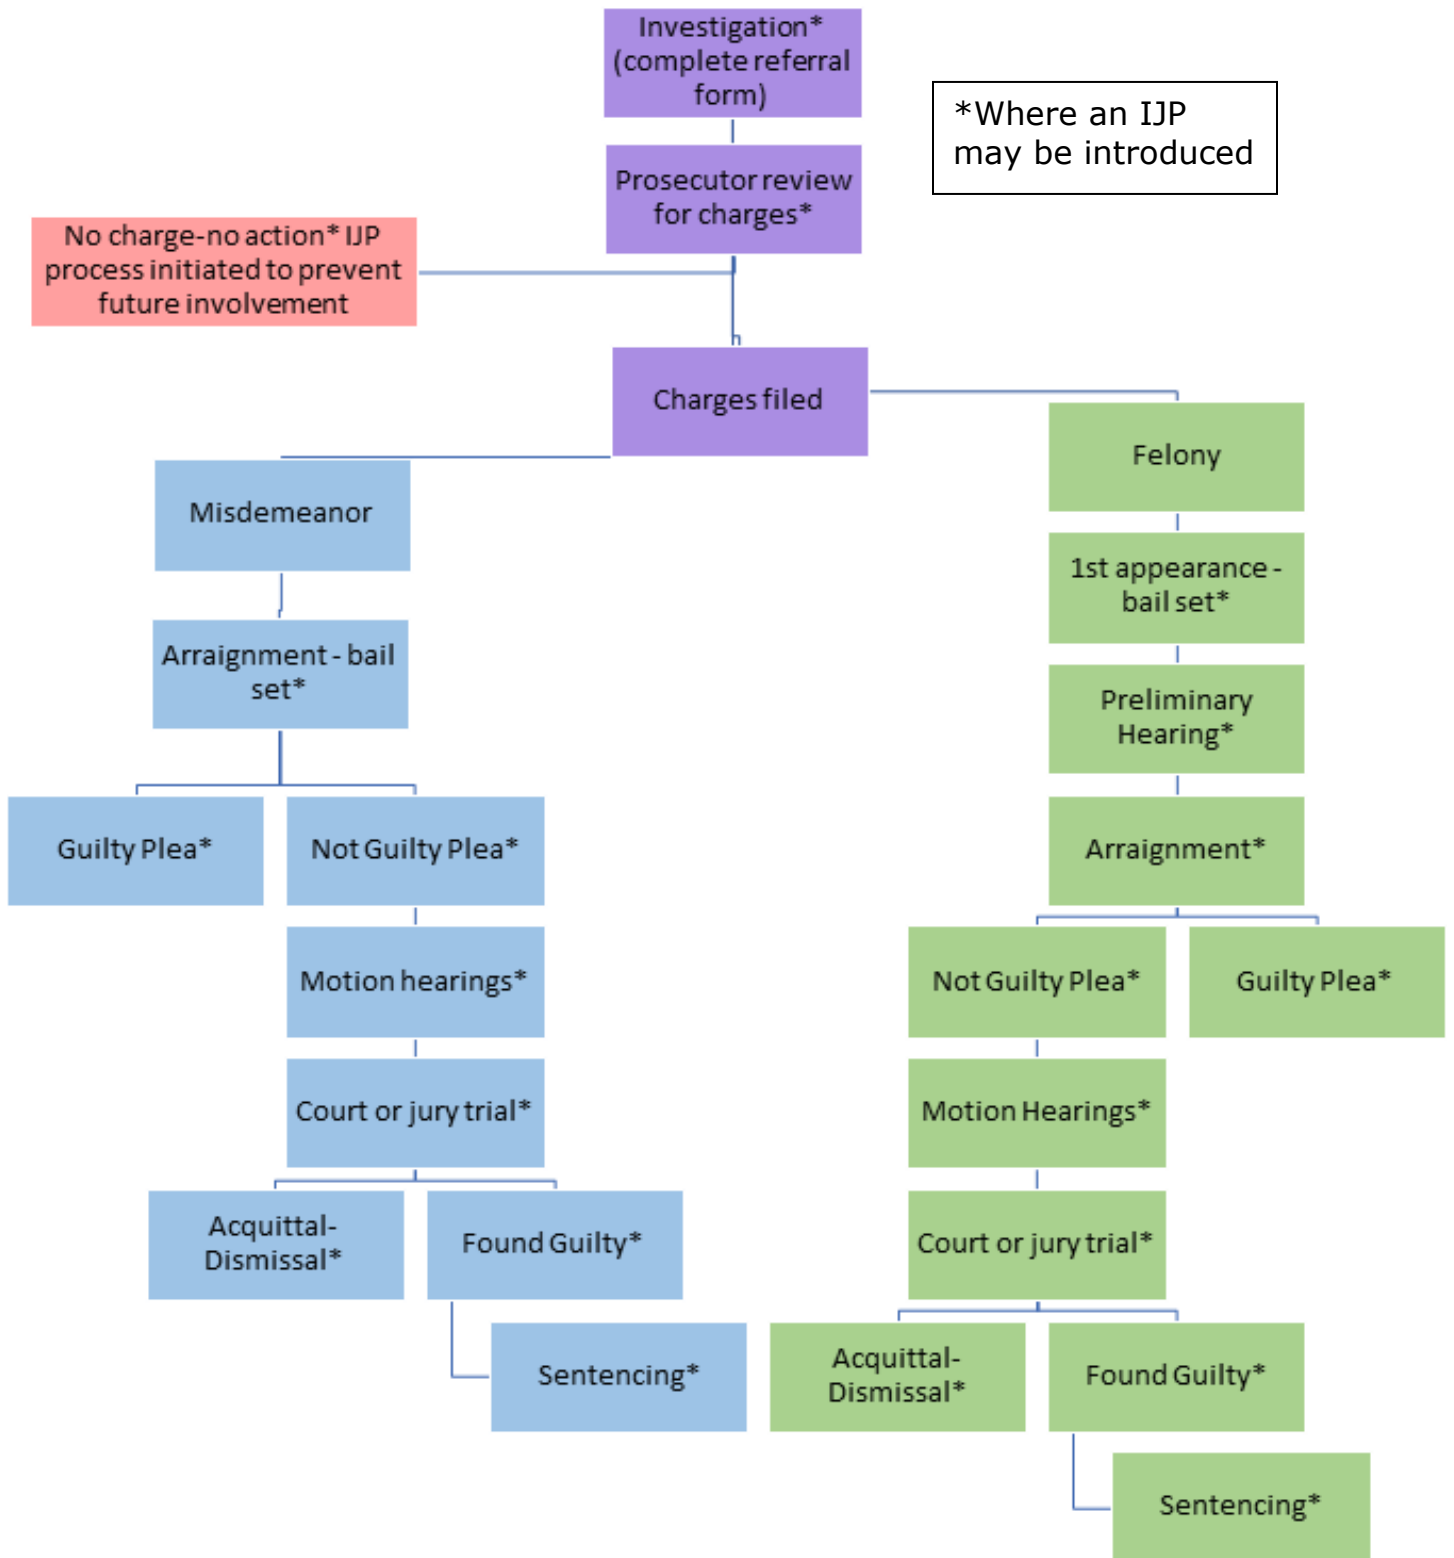 Investigation*
(complete referral
form)
*Where an IJP
may be introduced
Prosecutor review
for charges*
No charge-no action* IJP
process initiated to prevent
future involvement
Charges filed
Misdemeanor
Arraignment - bail
set*
Guilty Plea*
Not Guilty Plea*
Motion hearings*
Court or jury trial*
Acquittal-
Dismissal*
Found Guilty*
Sentencing*
Felony
1st appearance -
bail set*
Preliminary
Hearing*
Arraignment*
Not Guilty Plea*
Guilty Plea*
Motion Hearings*
Court or jury trial*
Acquittal-
Dismissal*
Found Guilty*
Sentencing*